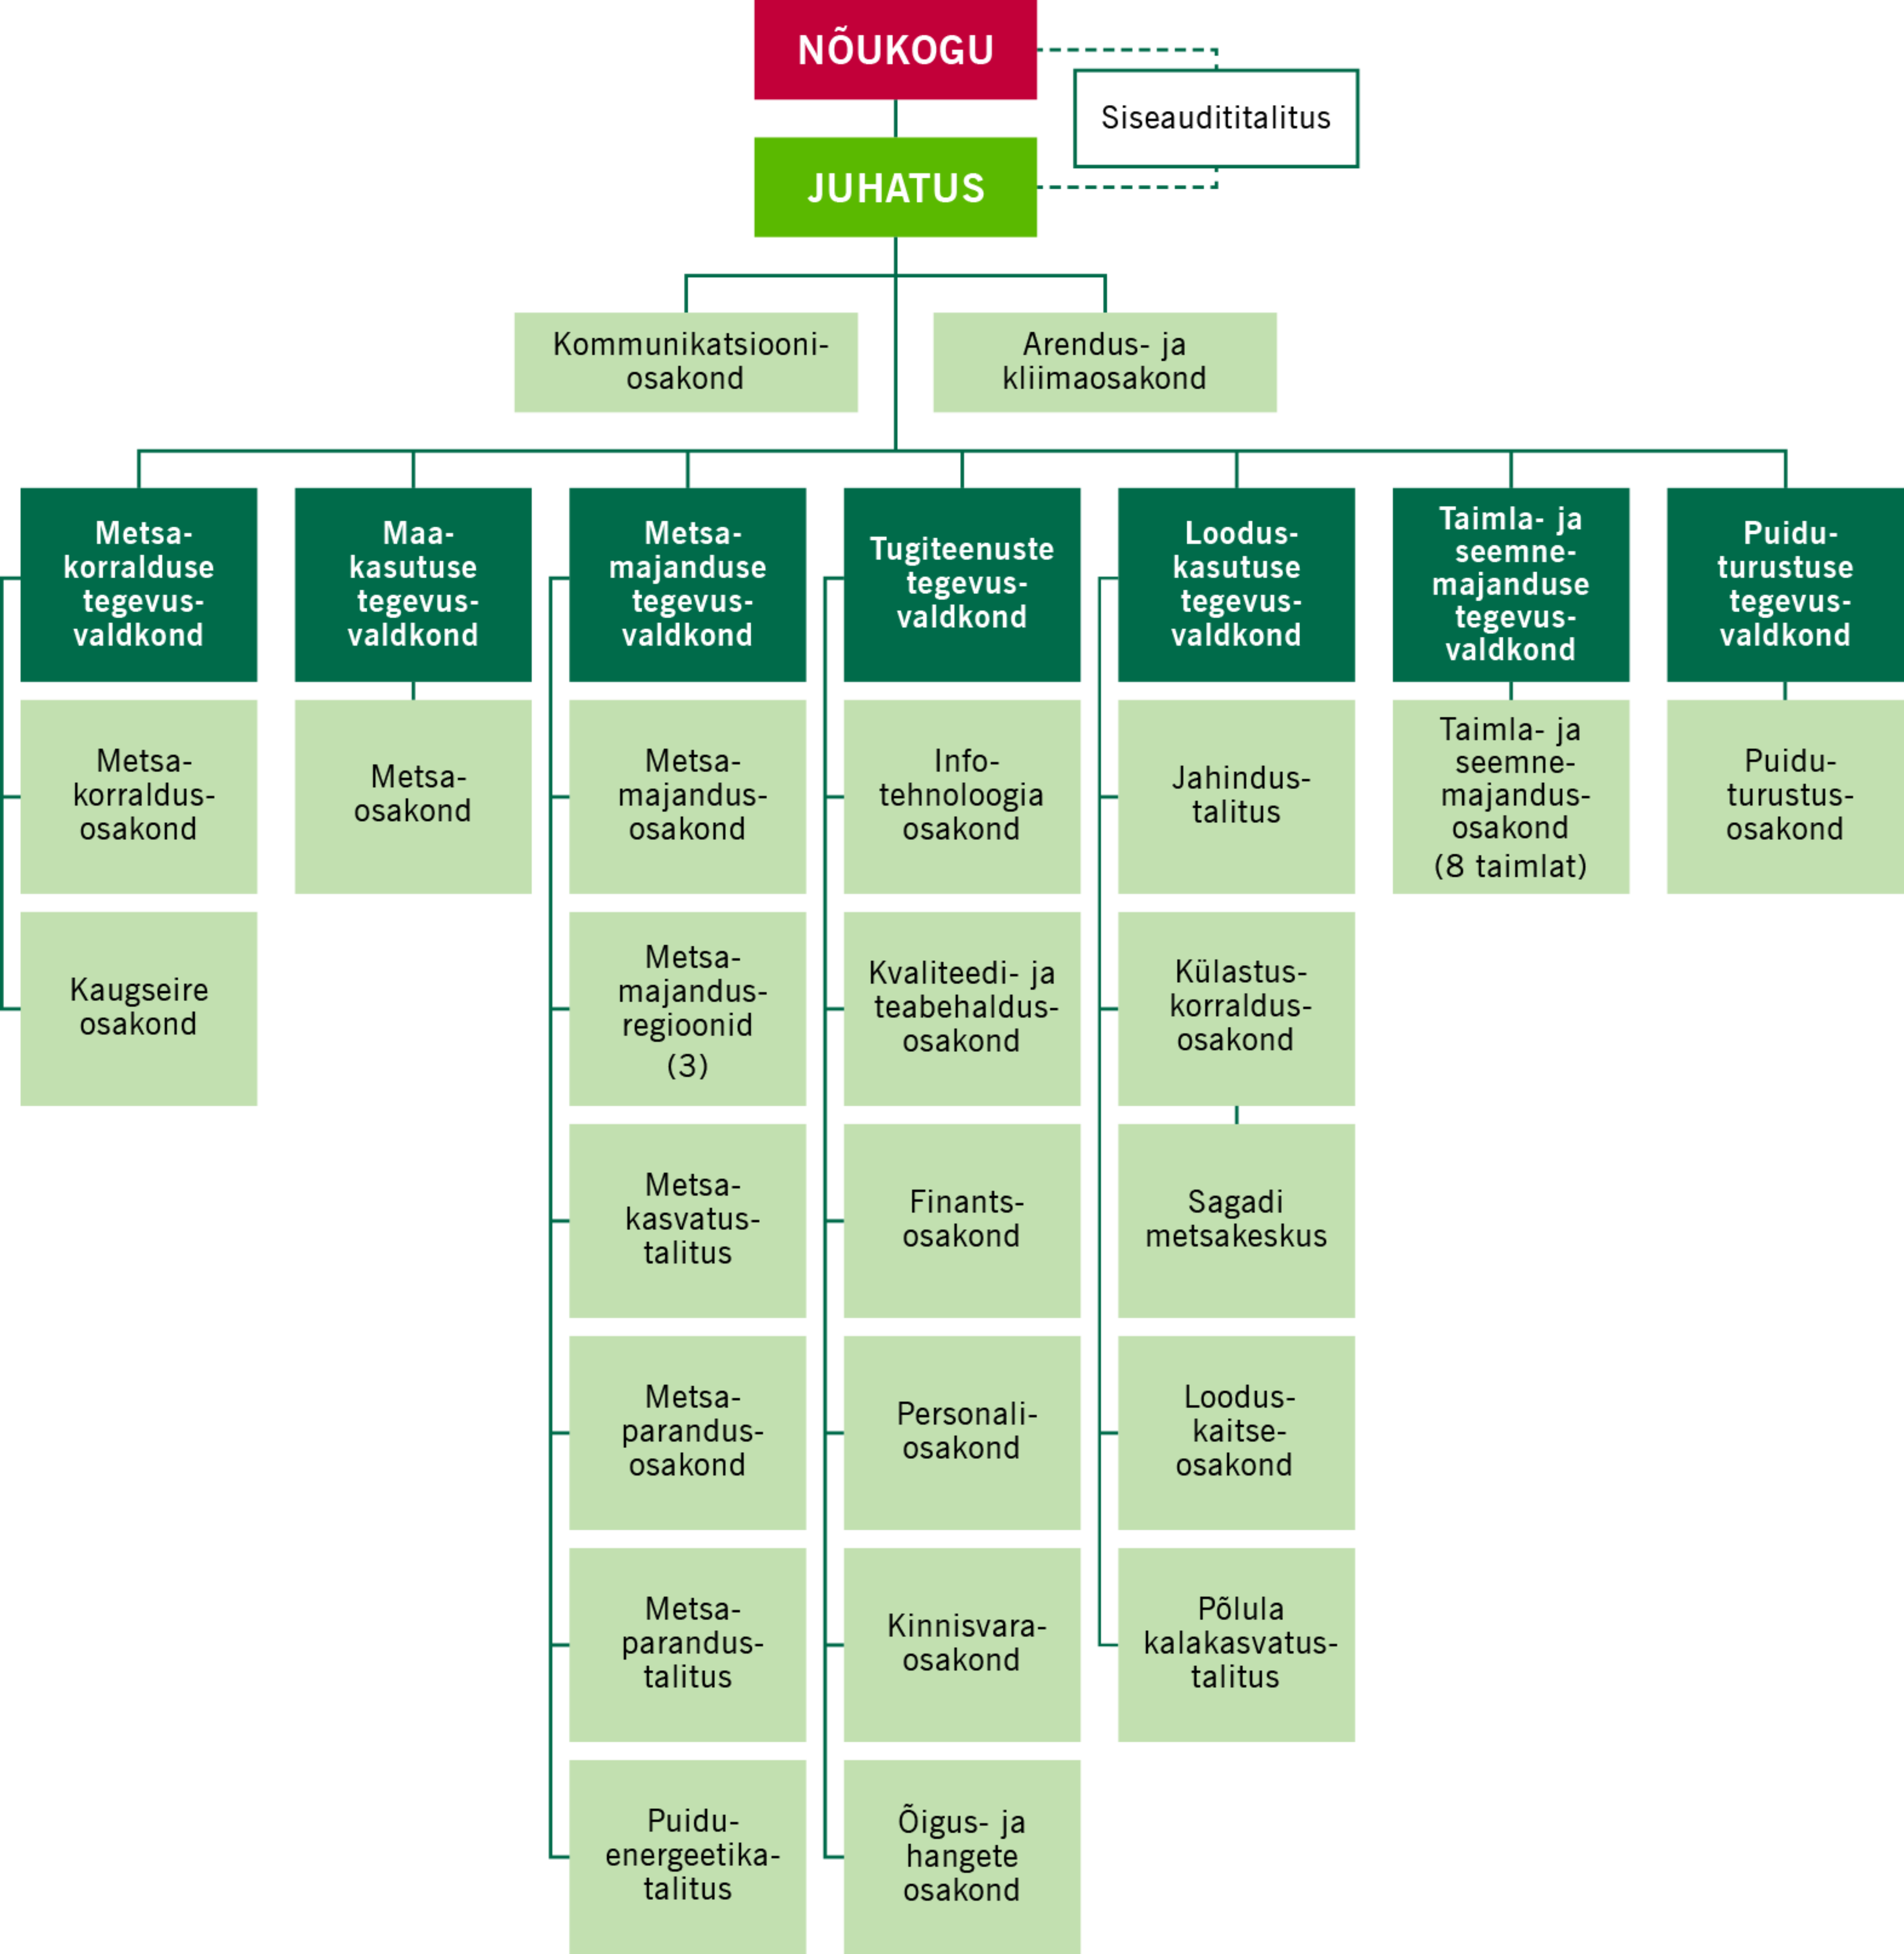 NÕUKOGU
Siseaudititalitus
JUHATUS
Kommunikatsiooni-
osakond
Arendus- ja
kliimaosakond
Metsa-
korralduse
tegevus-
valdkond
Maa-
kasutuse
tegevus-
valdkond
Metsa-
majanduse
tegevus-
valdkond
Tugiteenuste
tegevus-
valdkond
Loodus-
kasutuse
tegevus-
valdkond
Taimla- ja
seemne-
majanduse
tegevus-
valdkond
Puidu-
turustuse
tegevus-
valdkond
Metsa-
korraldus-
osakond
Metsa-
osakond
Metsa-
majandus-
osakond
Info-
tehnoloogia
osakond
Jahindus-
talitus
Taimla- ja
seemne-
majandus-
osakond
(8 taimlat)
Puidu-
turustus-
osakond
Kaugseire
osakond
Metsa-
majandus-
regioonid
(3)
Kvaliteedi- ja
teabehaldus-
osakond
Külastus-
korraldus-
osakond
Metsa-
kasvatus-
talitus
Finants-
osakond
Sagadi
metsakeskus
Metsa-
parandus-
osakond
Personali-
osakond
Loodus-
kaitse-
osakond
Metsa-
parandus-
talitus
Kinnisvara-
osakond
Põlula
kalakasvatus-
talitus
Puidu-
energeetika-
talitus
Õigus- ja
hangete
osakond